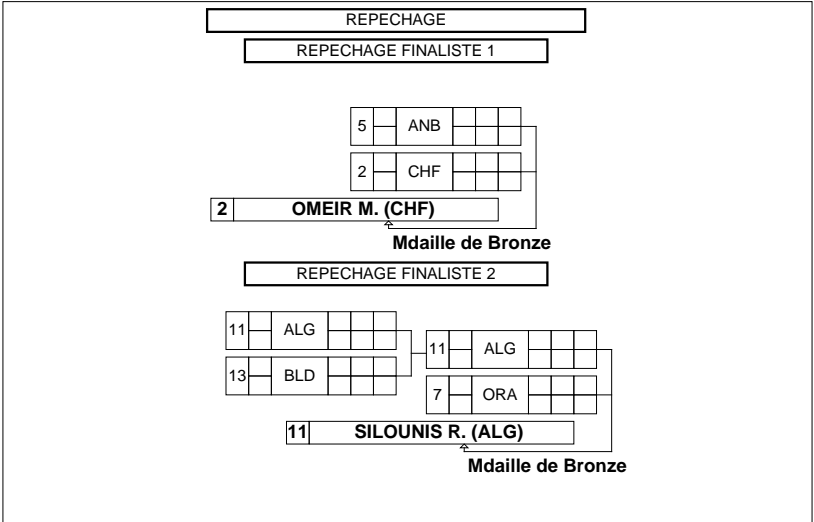 REPECHAGE
REPECHAGE FINALISTE 1
5 ANB
2 CHF
2 OMEIR M. (CHF)
Mdaille de Bronze
REPECHAGE FINALISTE 2
11 ALG
13 BLD
11 ALG
7 ORA
11 SILOUNIS R. (ALG)
Mdaille de Bronze